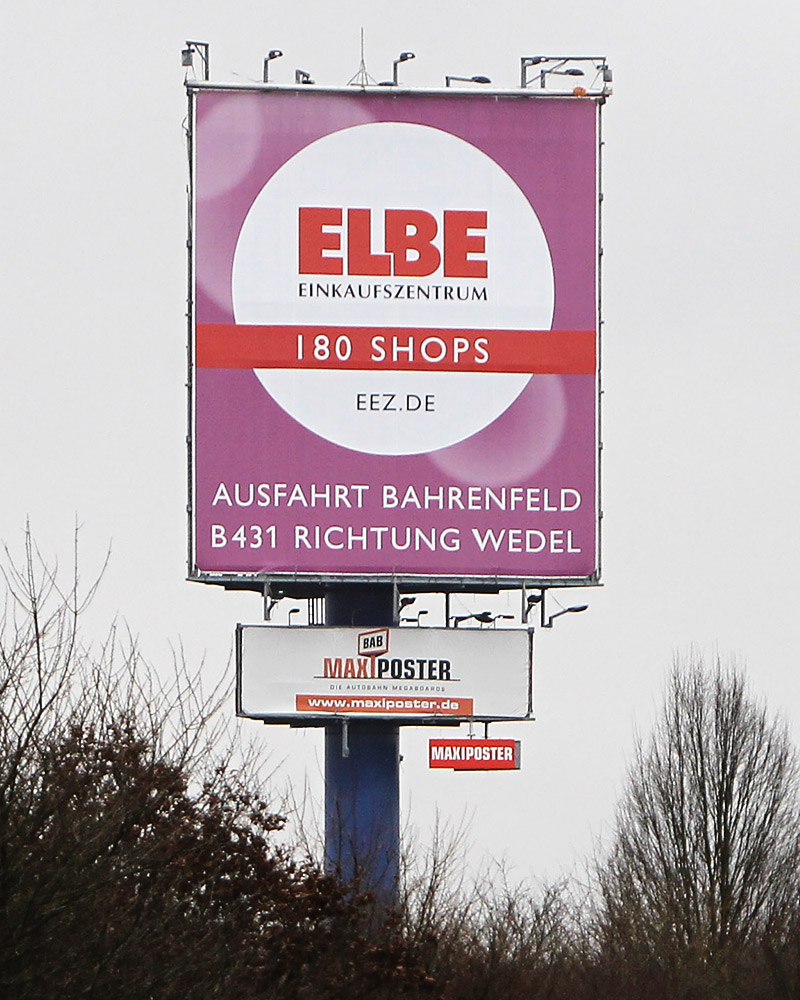 ELBE
EINKAUFSZENTRUM
180 SHOPS
EEZ.DE
AUSFAHRT BAHRENFELD
B431 RICHTUNG WEDEL
BAB
MAXIPOSTER
DIE AUTOBAHN MEGABOARDS
www.maxiposter.de
MAXIPOSTER